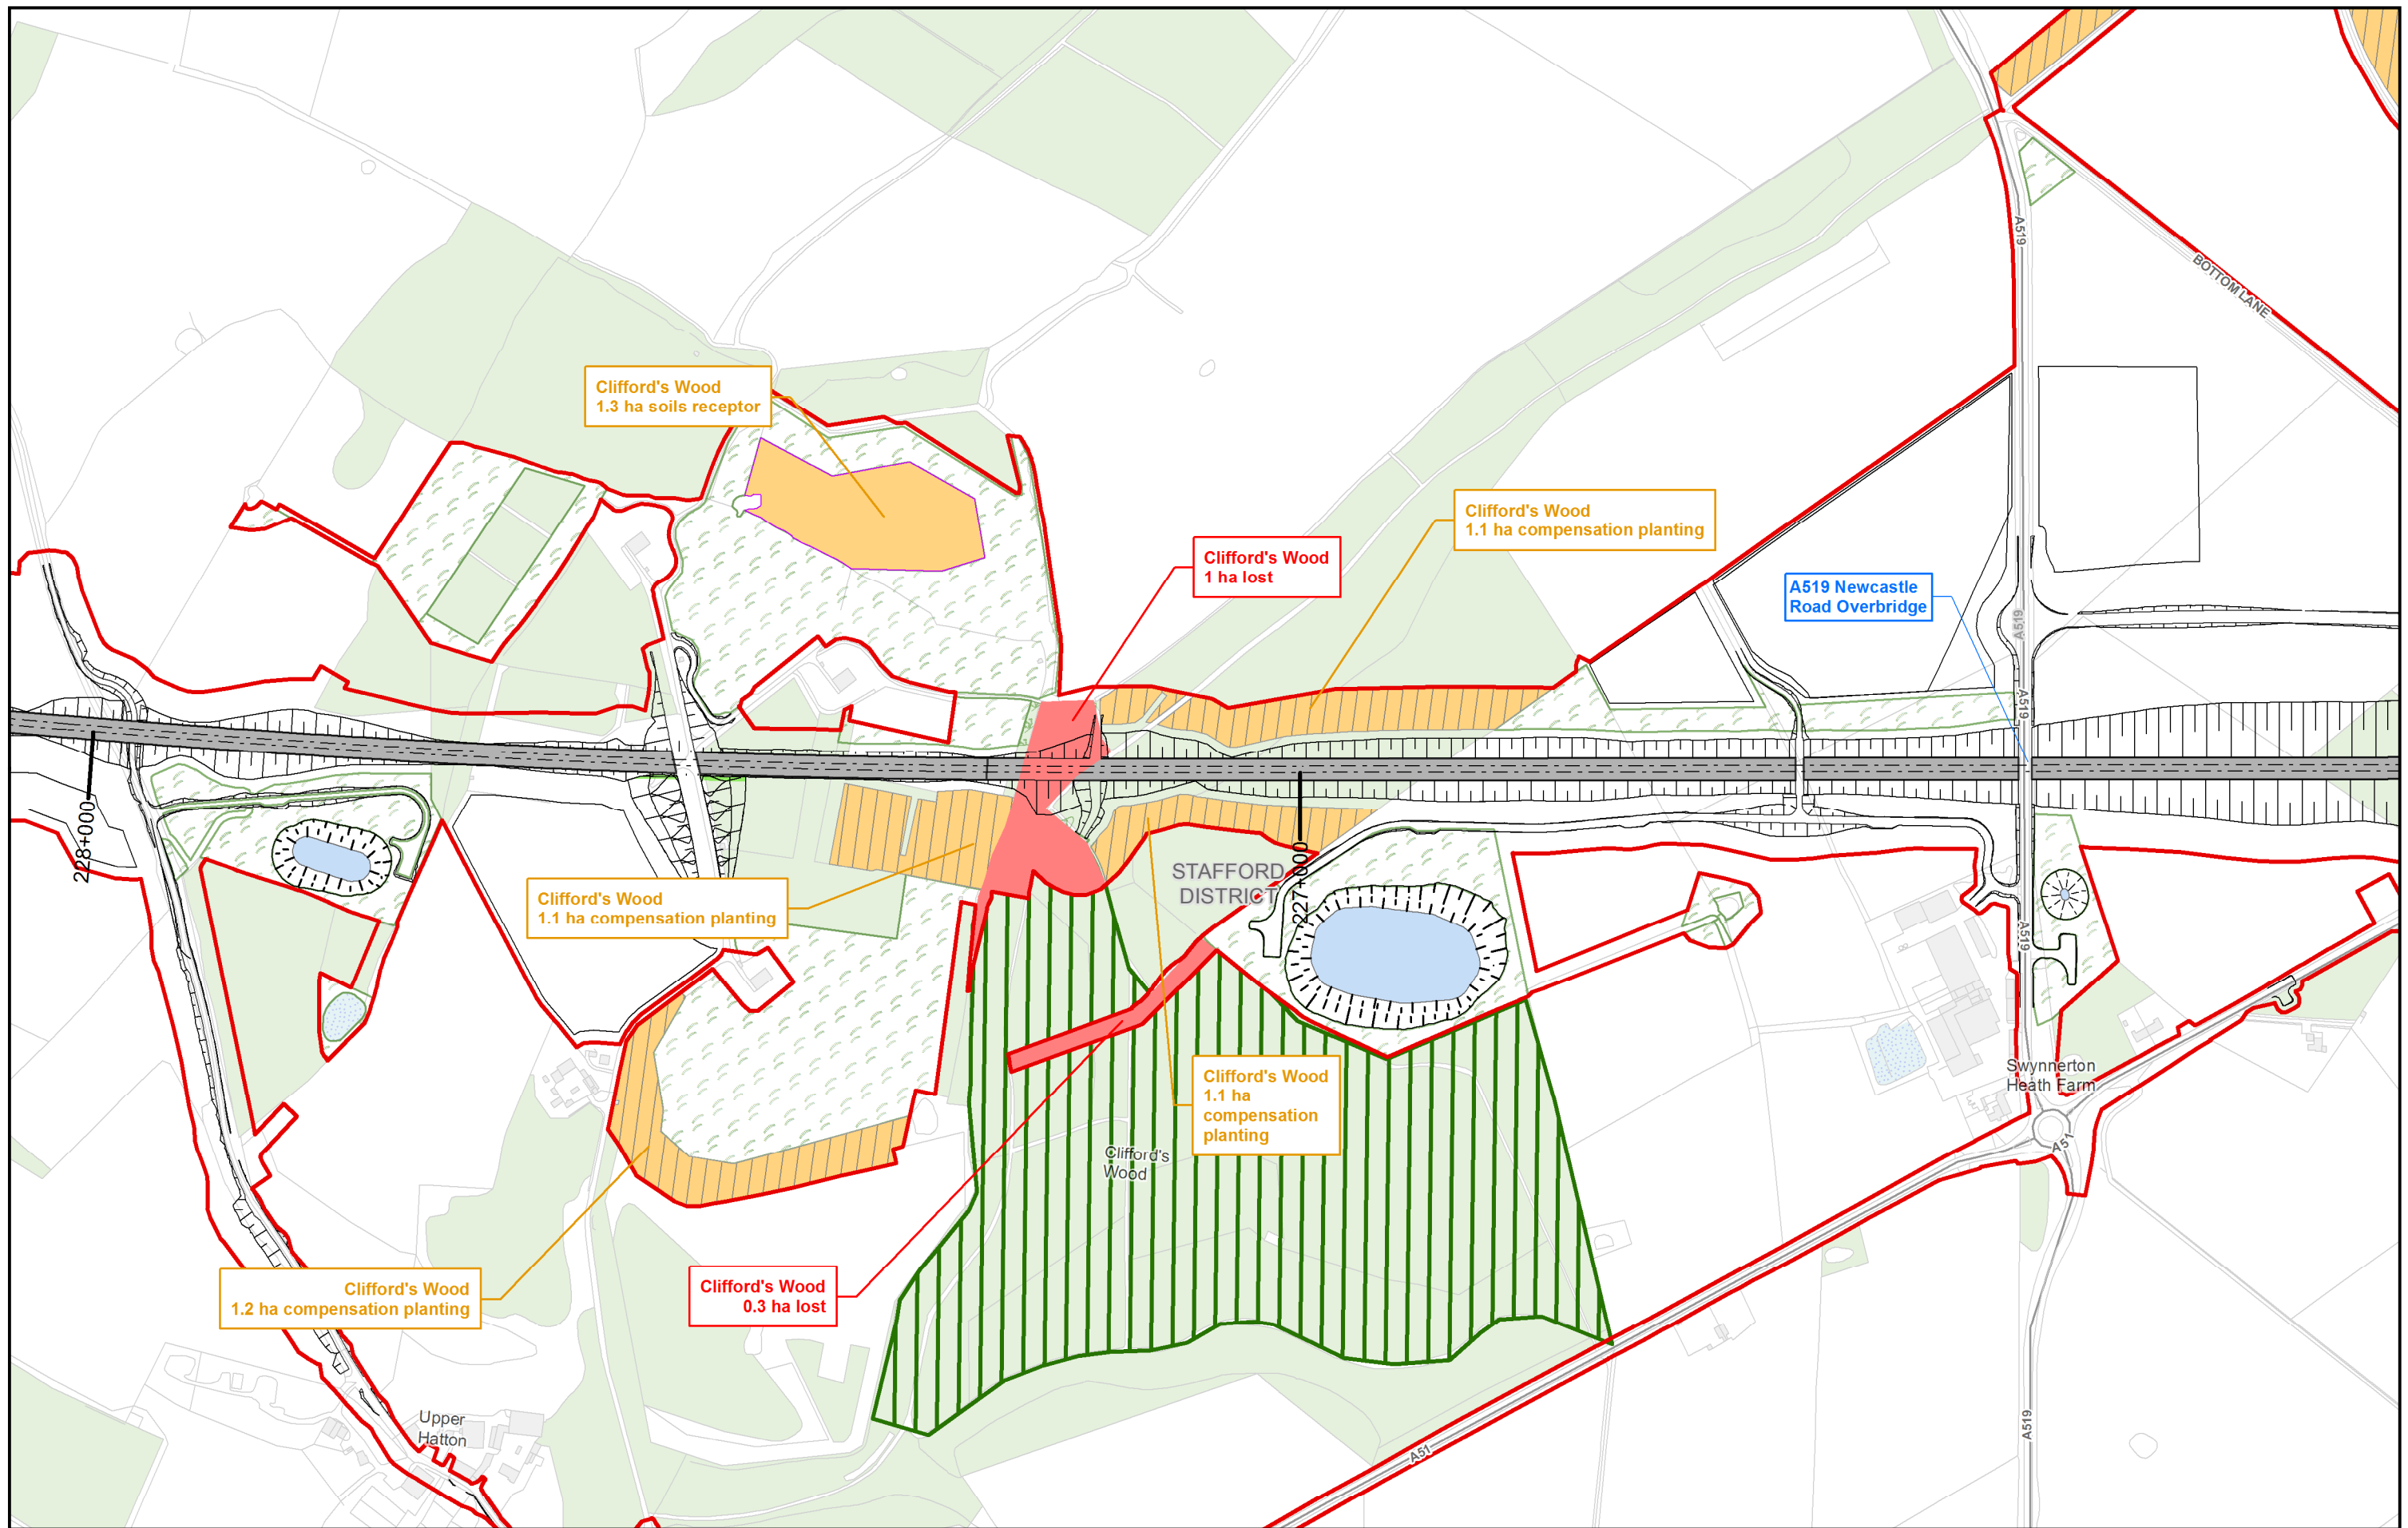 A519
BOTTOM LANE
Clifford's Wood
1.3 ha soils receptor
Clifford's Wood
1.1 ha compensation planting
Clifford's Wood
1 ha lost
A519 Newcastle
Road Overbridge
A519
A519
228+000
227+000
STAFFORD
DISTRICT
Clifford's Wood
1.1 ha compensation planting
A519
Clifford's Wood
1.1 ha
compensation
planting
Swynnerton
Heath Farm
A51
Clifford's
Wood
Clifford's Wood
1.2 ha compensation planting
Clifford's Wood
0.3 ha lost
Upper
Hatton
A51
A519